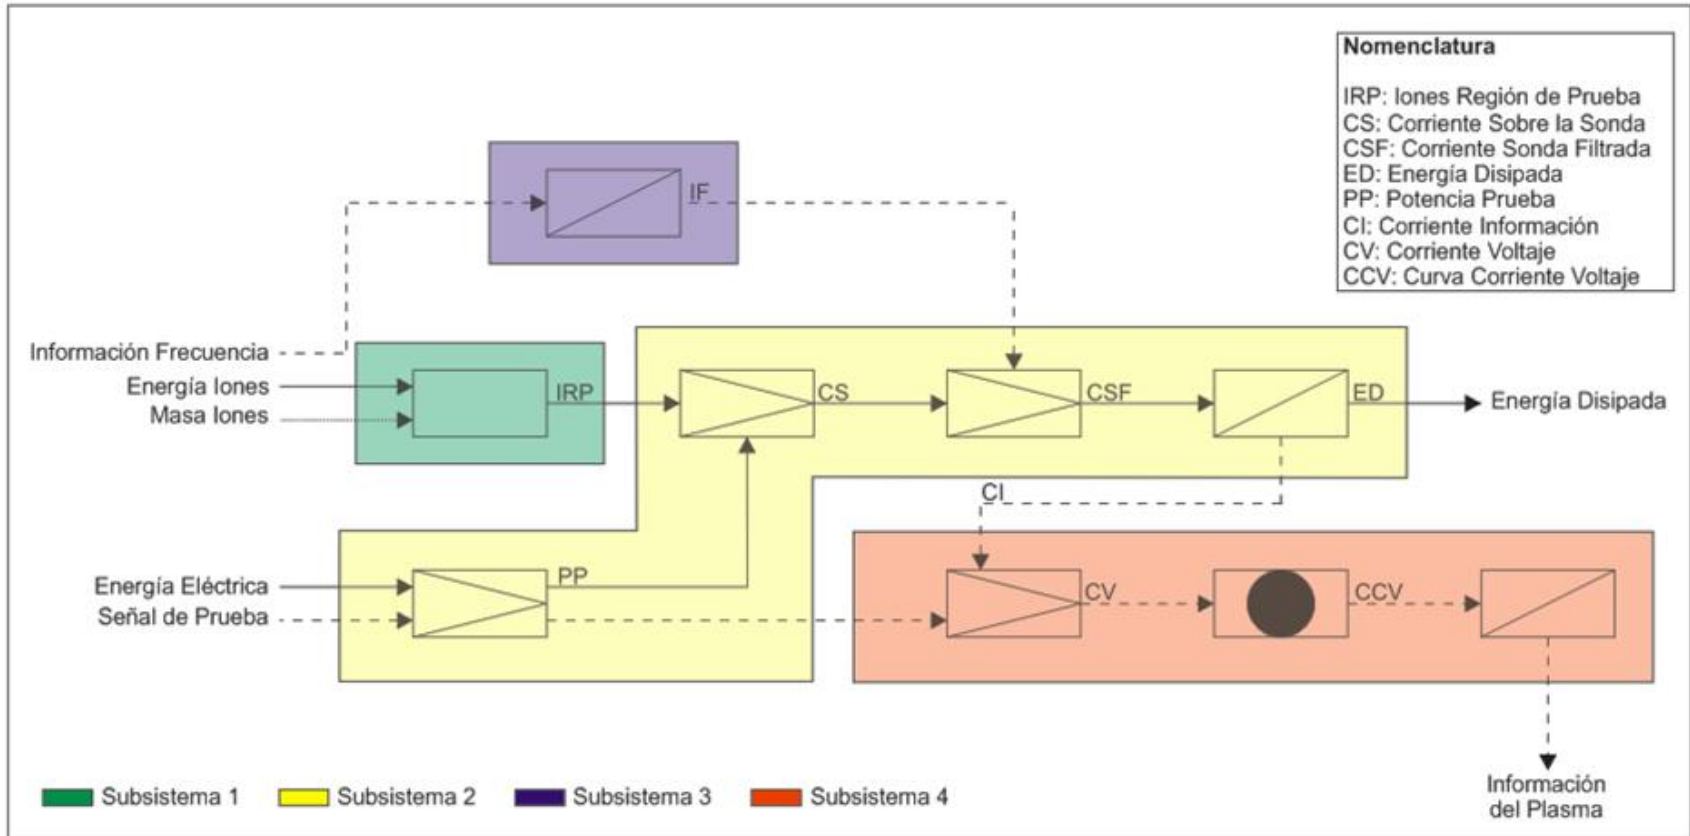 Nomenclatura
IRP: Iones Región de Prueba
CS: Corriente Sobre la Sonda
CSF: Corriente Sonda Filtrada
ED: Energía Disipada
PP: Potencia Prueba
CI: Corriente Información
CV: Corriente Voltaje
CCV: Curva Corriente Voltaje
IF
Información Frecuencia
Energía Iones
Masa Iones
IRP
CS
CSF
ED
Energía Disipada
CI
Energía Eléctrica
Señal de Prueba
PP
CV
CCV
Información
del Plasma
Subsistema 1
Subsistema 2
Subsistema 3
Subsistema 4